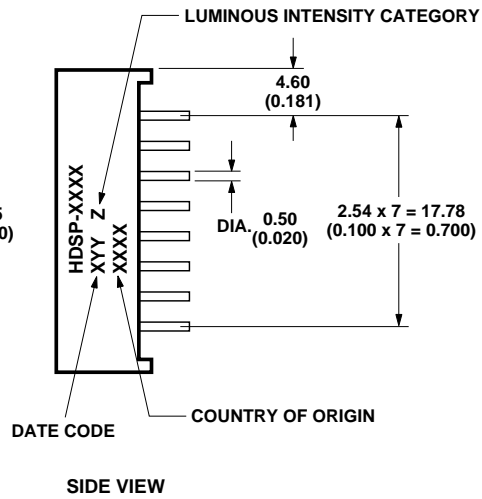 LUMINOUS INTENSITY CATEGORY
4.60
(0.181)
HDSP-XXXX
XYY Z
XXXX
DIA. 0.50
(0.020)
2.54 x 7 = 17.78
(0.100 x 7 = 0.700)
COUNTRY OF ORIGIN
DATE CODE
SIDE VIEW